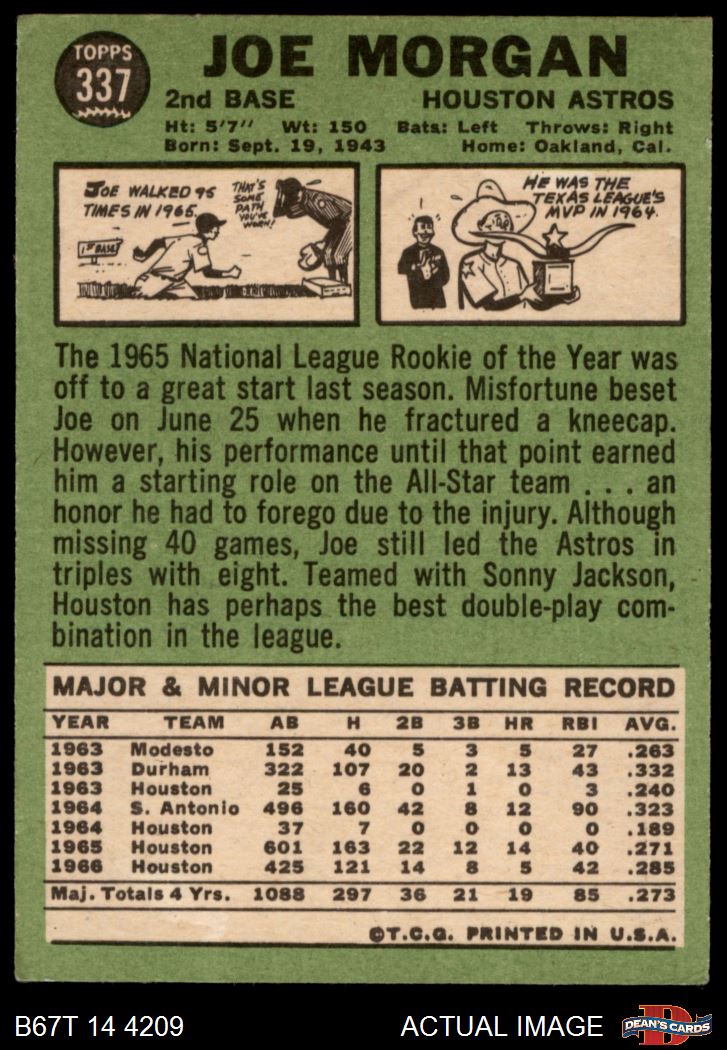 TOPPS
337
JOE MORGAN
2nd BASE HOUSTON ASTROS
Ht: 5'7" Wt: 150 Bats: Left Throws: Right
Born: Sept. 19, 1943 Home: Oakland, Cal.
JOE WALKED 95
TIMES IN 1965.
THAT'S
SOME
PATH
YOU'VE
WORN!
1ST BASE
HE WAS THE
TEXAS LEAGUE'S
MVP IN 1964.
The 1965 National League Rookie of the Year was
off to a great start last season. Misfortune beset
Joe on June 25 when he fractured a kneecap.
However, his performance until that point earned
him a starting role on the All-Star team . . . an
honor he had to forego due to the injury. Although
missing 40 games, Joe still led the Astros in
triples with eight. Teamed with Sonny Jackson,
Houston has perhaps the best double-play com-
bination in the league.
MAJOR & MINOR LEAGUE BATTING RECORD
YEAR TEAM AB H 2B 3B HR RBI AVG.
1963 Modesto 152 40 5 3 5 27 .263
1963 Durham 322 107 20 2 13 43 .332
1963 Houston 25 6 0 1 0 3 .240
1964 S. Antonio 496 160 42 8 12 90 .323
1964 Houston 37 7 0 0 0 0 .189
1965 Houston 601 163 22 12 14 40 .271
1966 Houston 425 121 14 8 5 42 .285
Maj. Totals 4 Yrs. 1088 297 36 21 19 85 .273
©T.C.G. PRINTED IN U.S.A.
B67T 14 4209 ACTUAL IMAGE
D
DEAN'S CARDS